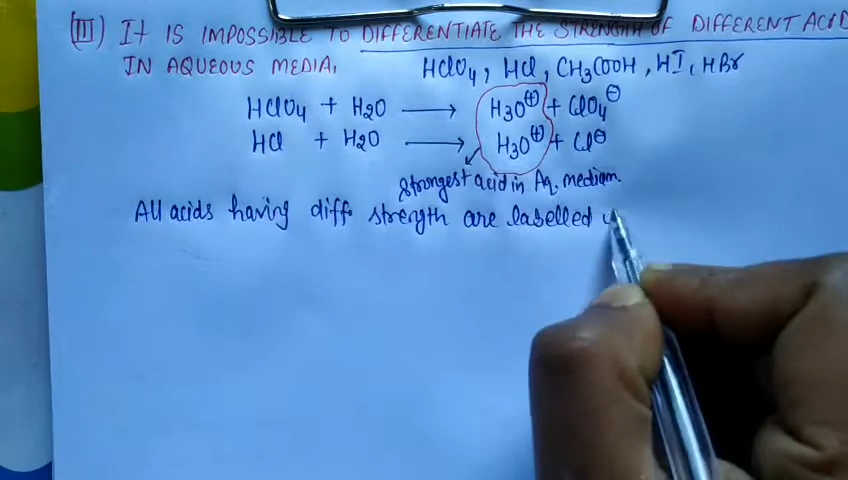 (III) It IS IMPOSSIBLE TO DIFFERENTIATE THE STRENGTH OF DIFFERENT ACID
IN AQUEOUS MEDIA.
HClO₄, HCl, CH₃COOH, HI, HBr
HClO₄ + H₂O ⟶ H₃O⊕ + ClO₄⊖
HCl + H₂O ⟶ H₃O⊕ + Cl⊖
Strongest acid in Aq. medium.
All acids having diff. strength are labelled